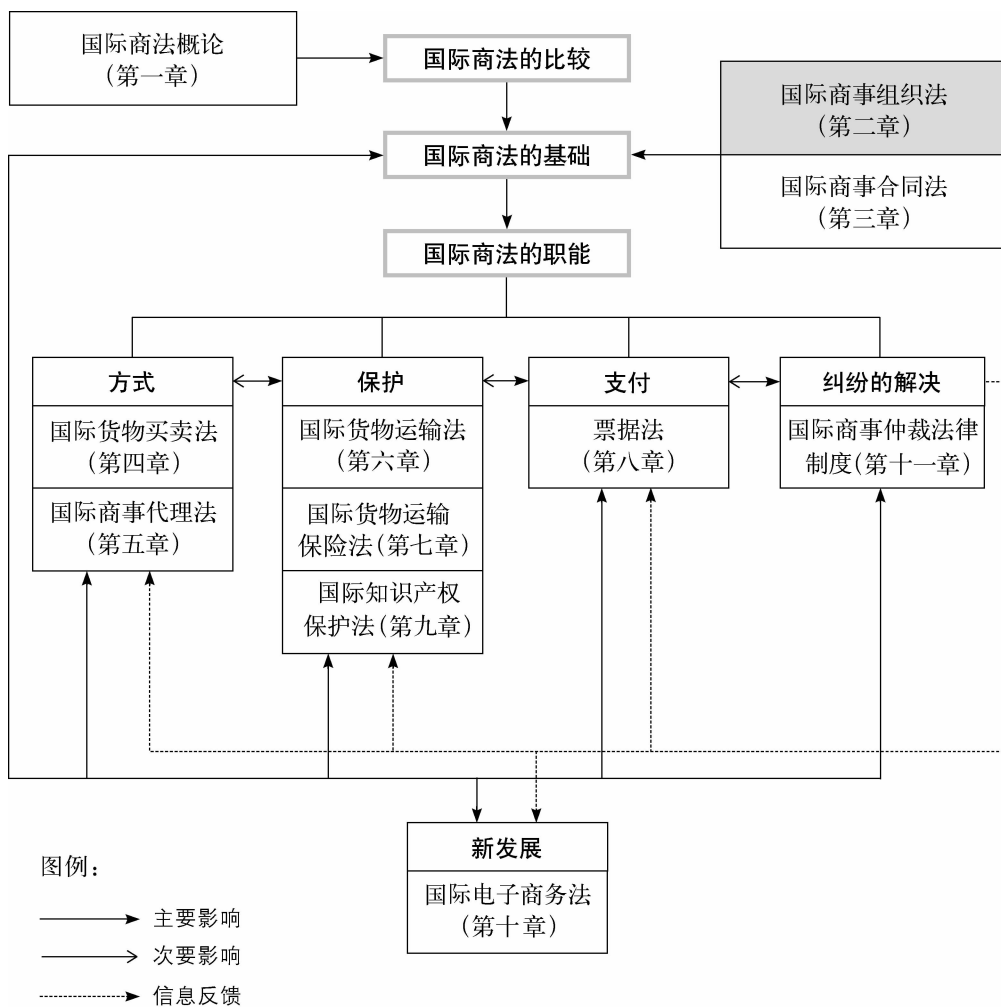 国际商法概论
(第一章)
国际商法的比较
国际商事组织法
(第二章)
国际商法的基础
国际商事合同法
(第三章)
国际商法的职能
方式
国际货物买卖法
(第四章)
国际商事代理法
(第五章)
保护
国际货物运输法
(第六章)
国际货物运输
保险法(第七章)
国际知识产权
保护法(第九章)
支付
票据法
(第八章)
纠纷的解决
国际商事仲裁法律
制度(第十一章)
新发展
国际电子商务法
(第十章)
图例：
主要影响
次要影响
信息反馈